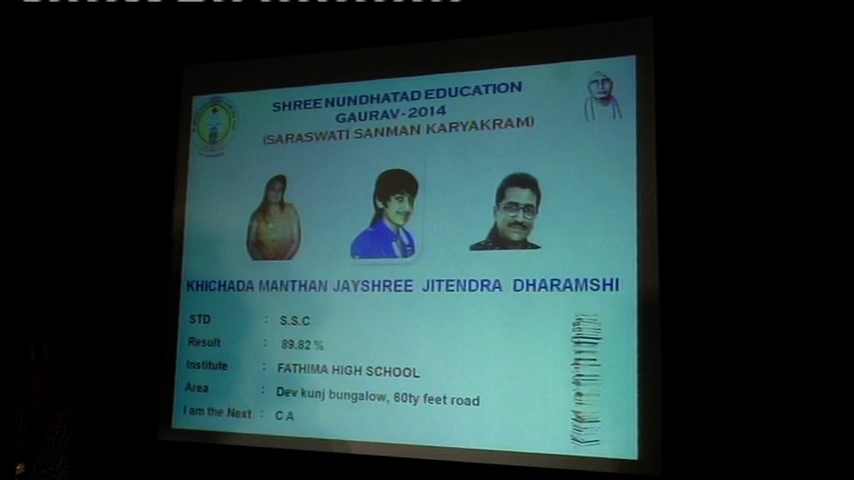 SHREE NUNDHATAD EDUCATION
GAURAV-2014
(SARASWATI SANMAN KARYAKRAM)
KHICHADA MANTHAN JAYSHREE JITENDRA DHARAMSHI
STD : S.S.C
Result : 89.82 %
Institute : FATHIMA HIGH SCHOOL
Area : Dev kunj bungalow, 60ty feet road
I am the Next : C A